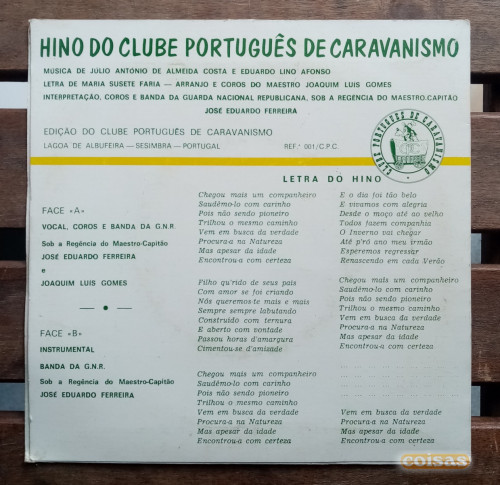 HINO DO CLUBE PORTUGUÊS DE CARAVANISMO
MÚSICA DE JÚLIO ANTONIO DE ALMEIDA COSTA E EDUARDO LINO AFONSO
LETRA DE MARIA SUSETE FARIA — ARRANJO E COROS DO MAESTRO JOAQUIM LUIS GOMES
INTERPRETAÇÃO, COROS E BANDA DA GUARDA NACIONAL REPUBLICANA, SOB A REGENCIA DO MAESTRO-CAPITÃO
JOSÉ EDUARDO FERREIRA
EDIÇÃO DO CLUBE PORTUGUÊS DE CARAVANISMO
LAGOA DE ALBUFEIRA — SESIMBRA — PORTUGAL
REF.ª 001/C.P.C.
CLUBE PORTUGUÊS DE CARAVANISMO
LETRA DO HINO
FACE «A»
VOCAL, COROS E BANDA DA G.N.R.
Sob a Regência do Maestro-Capitão
JOSÉ EDUARDO FERREIRA
e
JOAQUIM LUIS GOMES
FACE «B»
INSTRUMENTAL
BANDA DA G.N.R.
Sob a Regência do Maestro-Capitão
JOSÉ EDUARDO FERREIRA
Chegou mais um companheiro
Saudêmo-lo com carinho
Pois não sendo pioneiro
Trilhou o mesmo caminho
Vem em busca da verdade
Procura-a na Natureza
Mas apesar da idade
Encontrou-a com certeza
Filho qu'rido de seus pais
Com amor se foi criando
Nós queremos-te mais e mais
Sempre sempre labutando
Construido com ternura
E aberto com vontade
Passou horas d'amargura
Cimentou-se d'amisade
Chegou mais um companheiro
Saudêmo-lo com carinho
Pois não sendo pioneiro
Trilhou o mesmo caminho
Vem em busca da verdade
Procura-a na Natureza
Mas apesar da idade
Encontrou-a com certeza
E o dia foi tão belo
E vivamos com alegria
Desde o moço até ao velho
Todos fazem companhia
O Inverno vai chegar
Até p'ró ano meu irmão
Esperemos regressar
Renascendo em cada Verão
Chegou mais um companheiro
Saudêmo-lo com carinho
Pois não sendo pioneiro
Trilhou o mesmo caminho
Vem em busca da verdade
Procura-a na Natureza
Mas apesar da idade
Encontrou-a com certeza
Vem em busca da verdade
Procura-a na Natureza
Mas apesar da idade
Encontrou-a com certeza
coisas